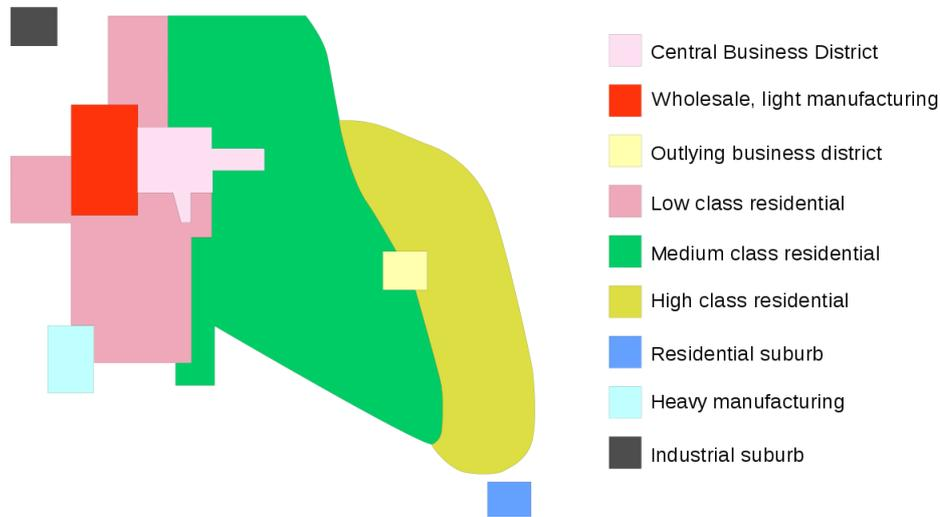 Central Business District
Wholesale, light manufacturing
Outlying business district
Low class residential
Medium class residential
High class residential
Residential suburb
Heavy manufacturing
Industrial suburb